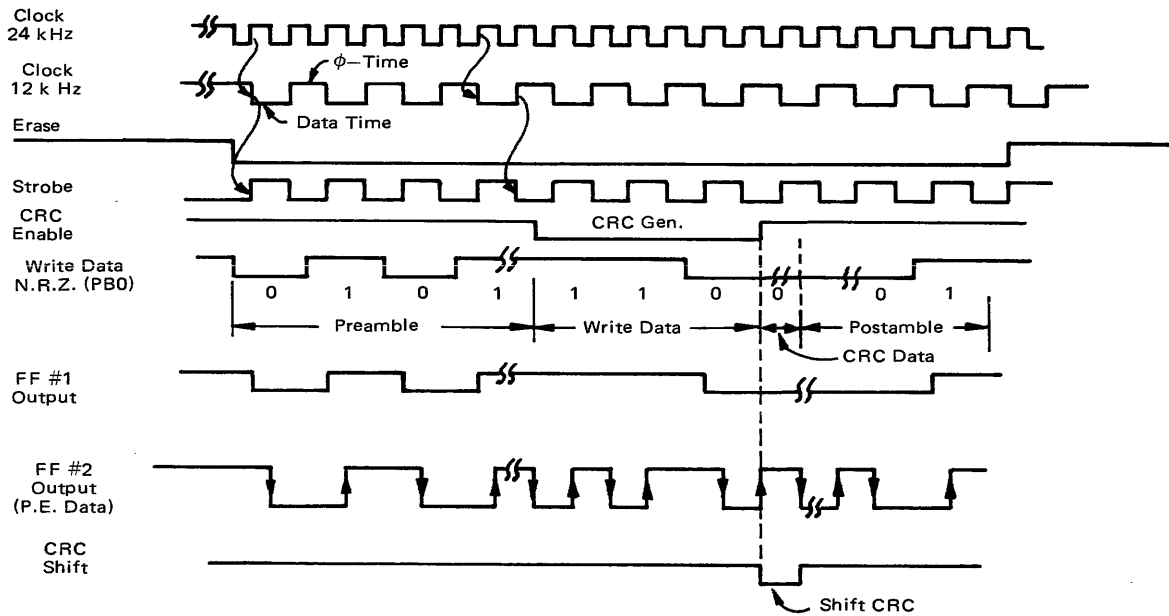 Clock
24 kHz
Clock
12 k Hz
ϕ–Time
Data Time
Erase
Strobe
CRC
Enable
CRC Gen.
Write Data
N.R.Z. (PB0)
0 1 0 1 1 1 0 0 0 1
Preamble Write Data Postamble
CRC Data
FF #1
Output
FF #2
Output
(P.E. Data)
CRC
Shift
Shift CRC